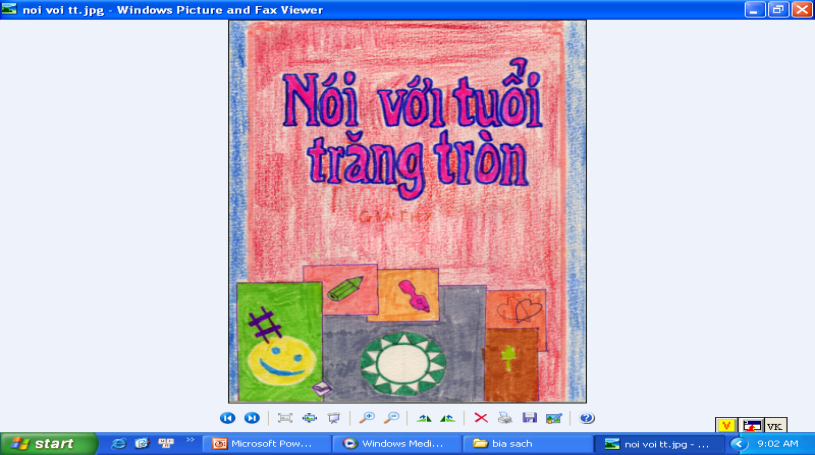 noi voi tt.jpg - Windows Picture and Fax Viewer
Nói với tuổi
trăng tròn
start
Microsoft Pow...
Windows Medi...
bia sach
noi voi tt.jpg - ...
9:02 AM
V
VK